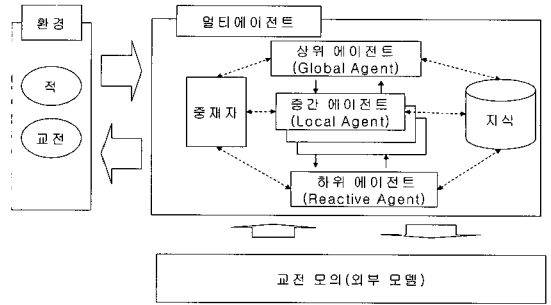 환경
적
교전
멀티에이전트
상위 에이전트
(Global Agent)
중재자
중간 에이전트
(Local Agent)
지식
하위 에이전트
(Reactive Agent)
교전 모의(외부 모델)